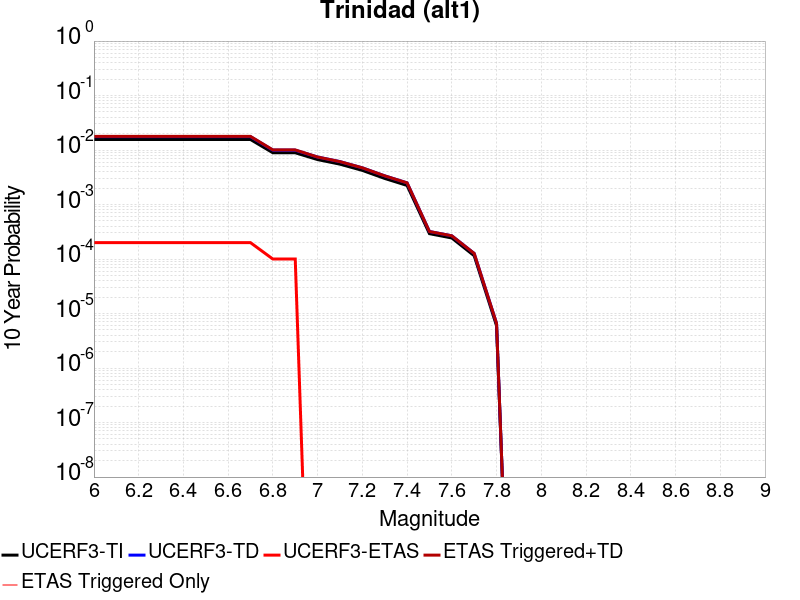 Trinidad (alt1)
10^0
10^-1
10^-2
10^-3
10^-4
10^-5
10^-6
10^-7
10^-8
10 Year Probability
6 6.2 6.4 6.6 6.8 7 7.2 7.4 7.6 7.8 8 8.2 8.4 8.6 8.8 9
Magnitude
UCERF3-TI UCERF3-TD UCERF3-ETAS ETAS Triggered+TD
ETAS Triggered Only